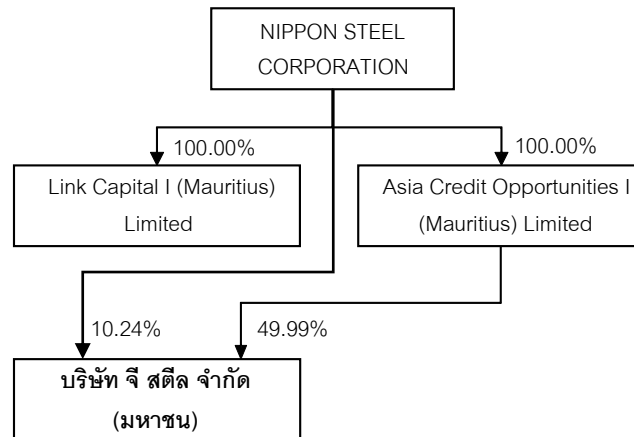 NIPPON STEEL
CORPORATION
100.00%
100.00%
Link Capital I (Mauritius)
Limited
Asia Credit Opportunities I
(Mauritius) Limited
10.24%
49.99%
บริษัท จี สตีล จำกัด
(มหาชน)